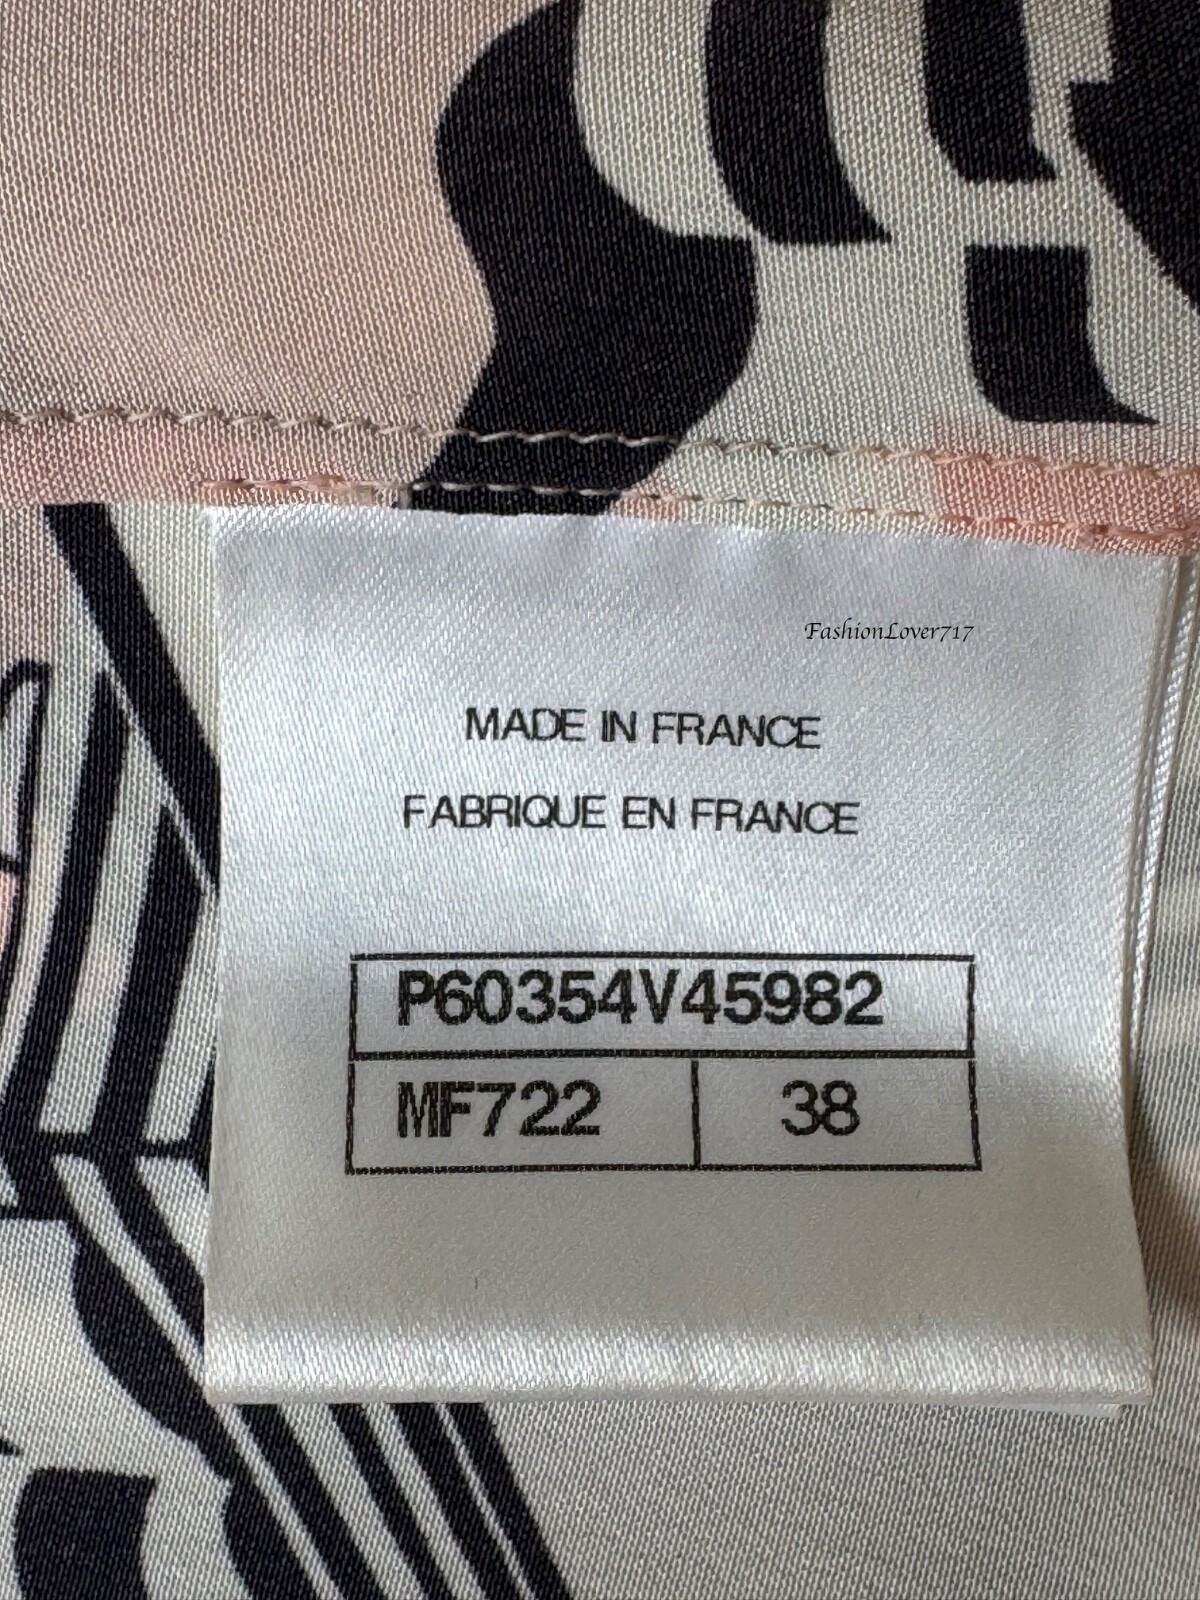 FashionLover717
MADE IN FRANCE
FABRIQUE EN FRANCE
P60354V45982
MF722 38